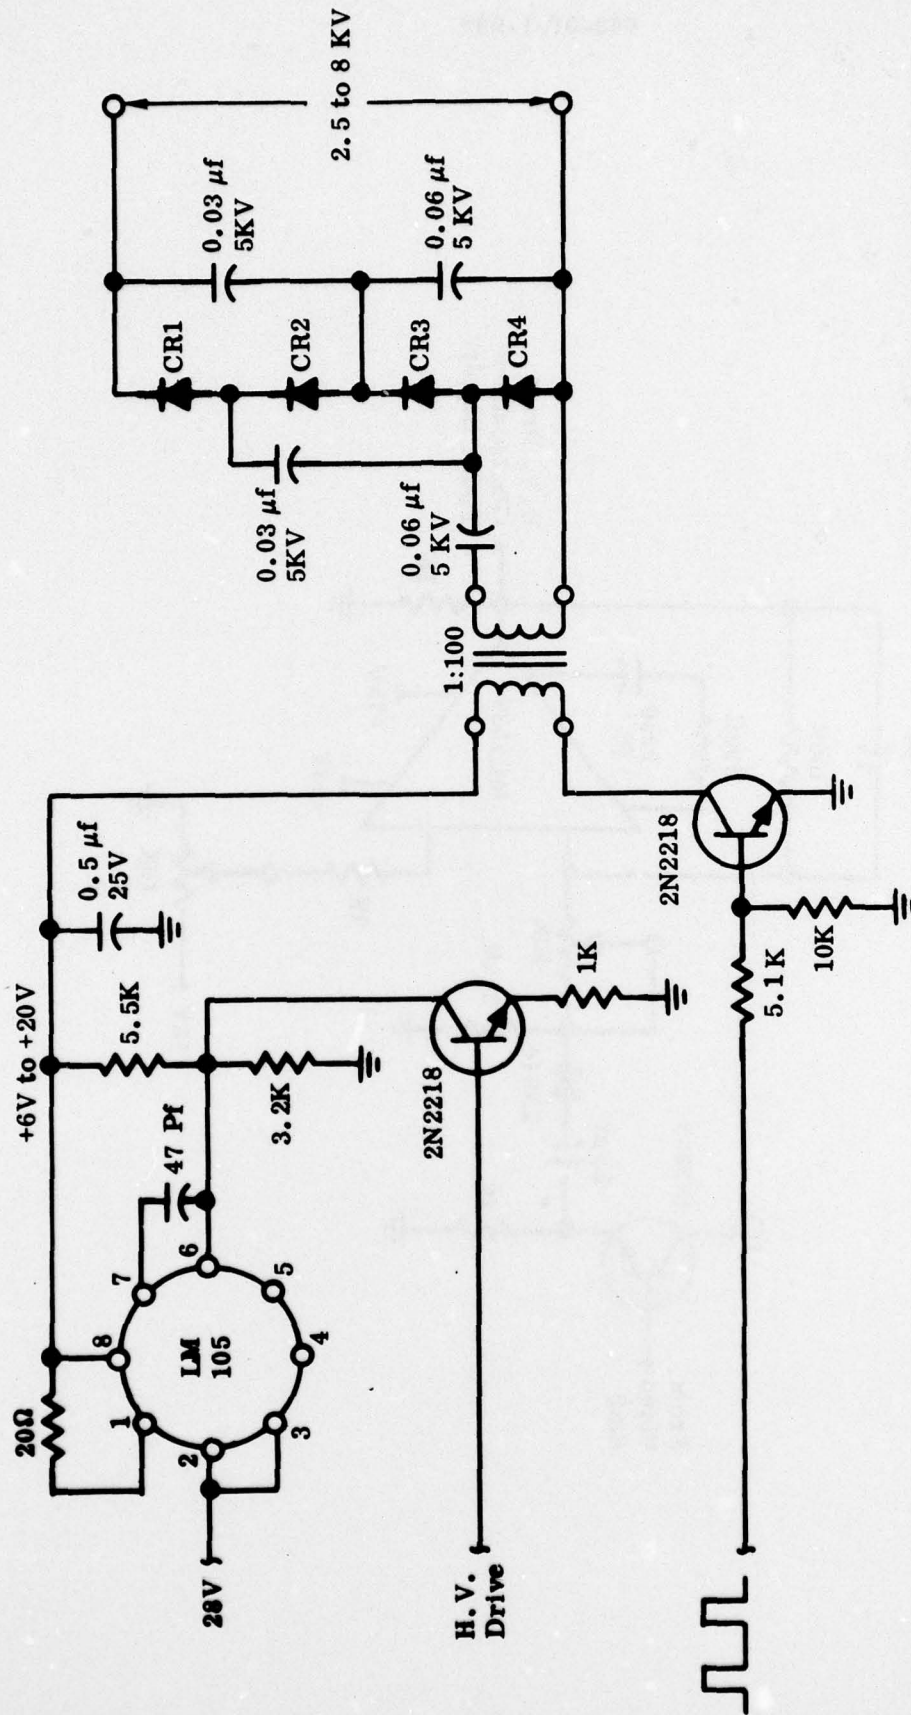 +6V to +20V
20Ω
8
1
7
2
LM
105
6
3
4
5
47 Pf
5.5K
3.2K
0.5 µf
25V
28V
H.V.
Drive
2N2218
1K
1:100
2N2218
5.1K
10K
0.03 µf
5KV
0.06 µf
5 KV
CR1
CR2
CR3
CR4
0.03 µf
5KV
0.06 µf
5 KV
2.5 to 8 KV